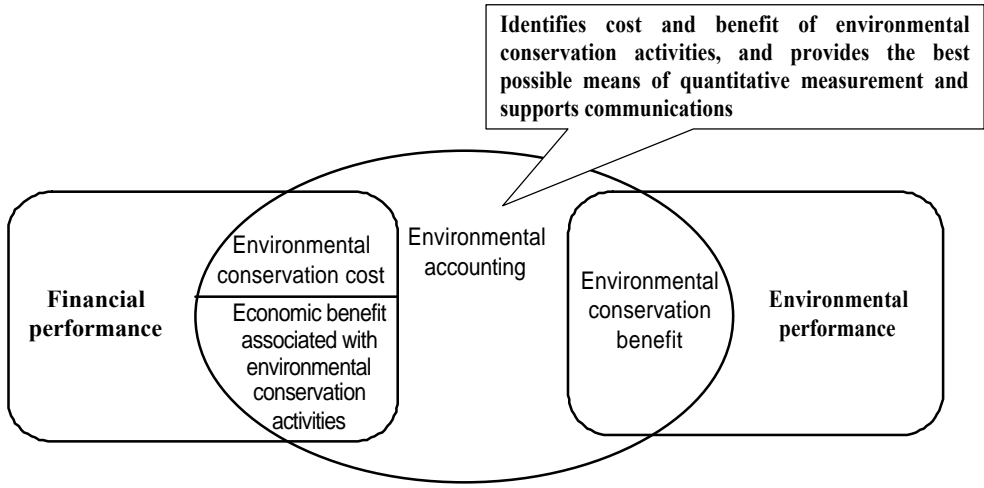 Identifies cost and benefit of environmental
conservation activities, and provides the best
possible means of quantitative measurement and
supports communications
Financial
performance
Environmental
conservation cost
Economic benefit
associated with
environmental
conservation
activities
Environmental
accounting
Environmental
conservation
benefit
Environmental
performance